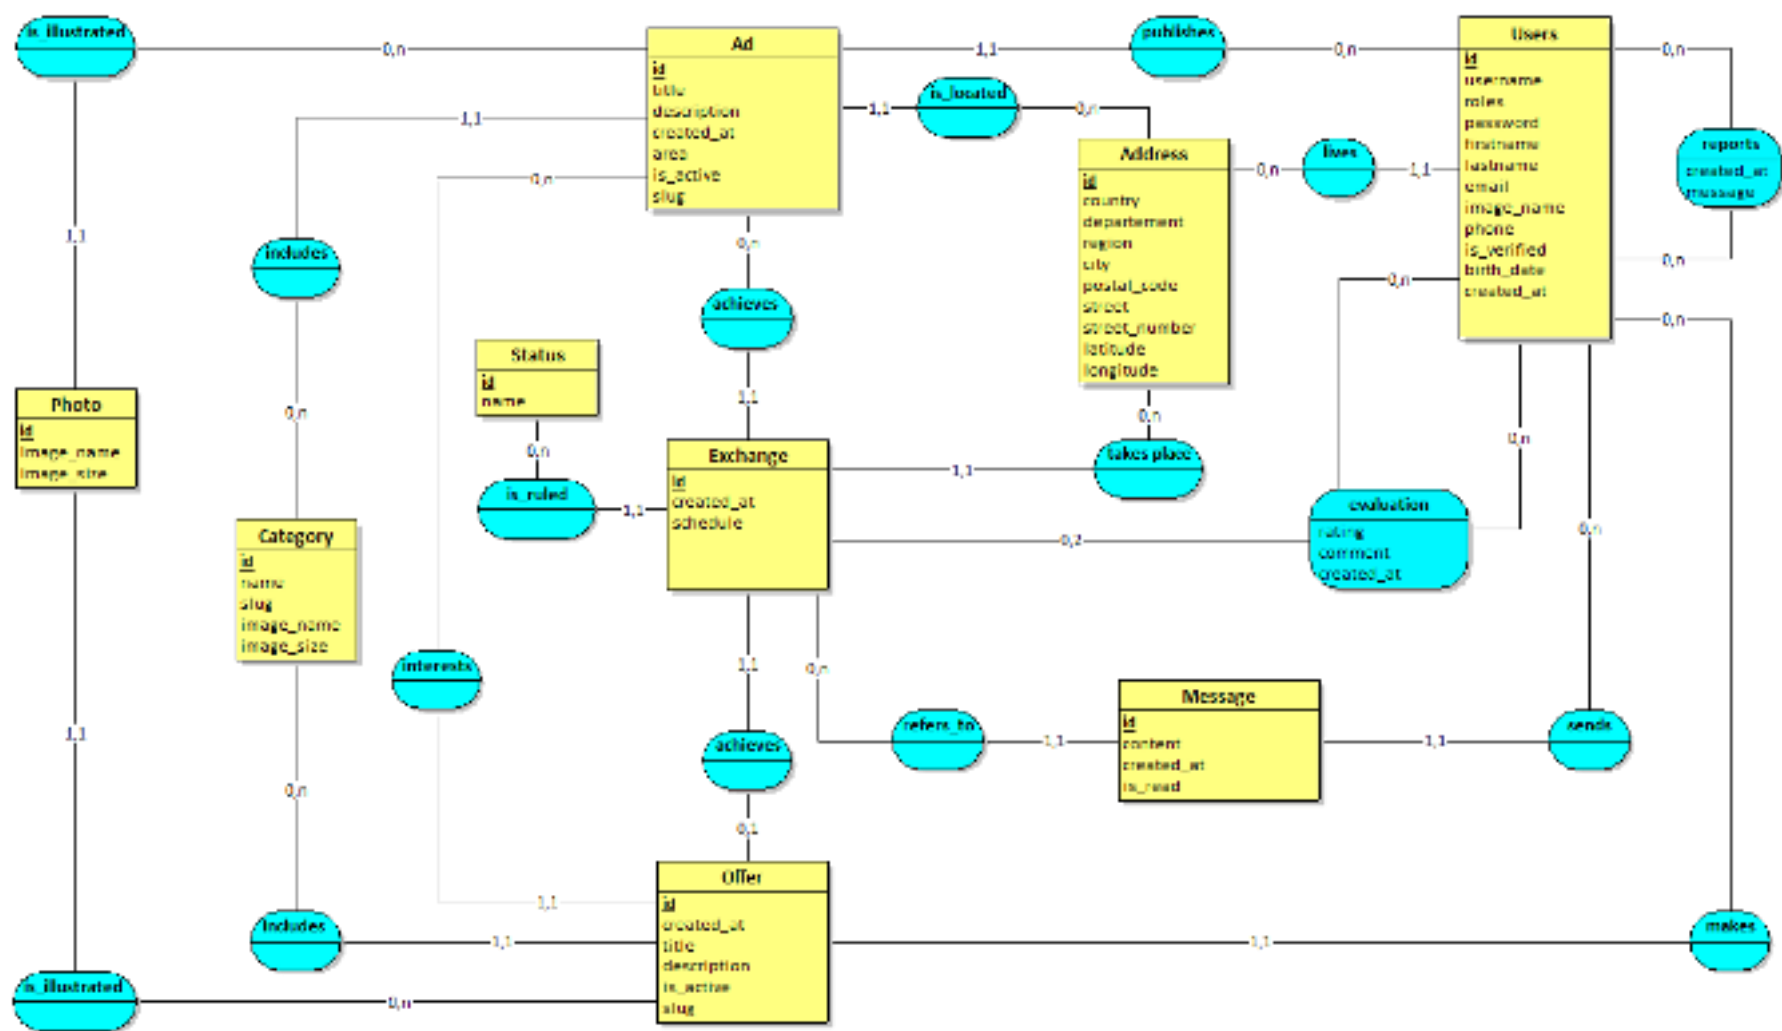 is_illustrated
0,n
Ad
id
title
description
created_at
area
is_active
slug
1,1
publishes
0,n
Users
id
username
roles
password
firstname
lastname
email
image_name
phone
is_verified
birth_date
created_at
0,n
reports
created_at
message
0,n
1,1
is_located
0,n
Address
id
country
departement
region
city
postal_code
street
street_number
latitude
longitude
0,n
lives
1,1
1,1
includes
0,n
0,n
0,n
achieves
1,1
0,n
0,n
0,n
0,n
1,1
Photo
id
image_name
image_size
1,1
Status
id
name
0,n
is_ruled
1,1
Exchange
id
created_at
schedule
1,1
0,n
takes place
0,2
evaluation
rating
comment
created_at
Category
id
name
slug
image_name
image_size
0,n
interests
1,1
1,1
achieves
0,1
0,n
refers_to
1,1
Message
id
content
created_at
is_read
1,1
sends
Offer
id
created_at
title
description
is_active
slug
includes
1,1
1,1
makes
is_illustrated
0,n